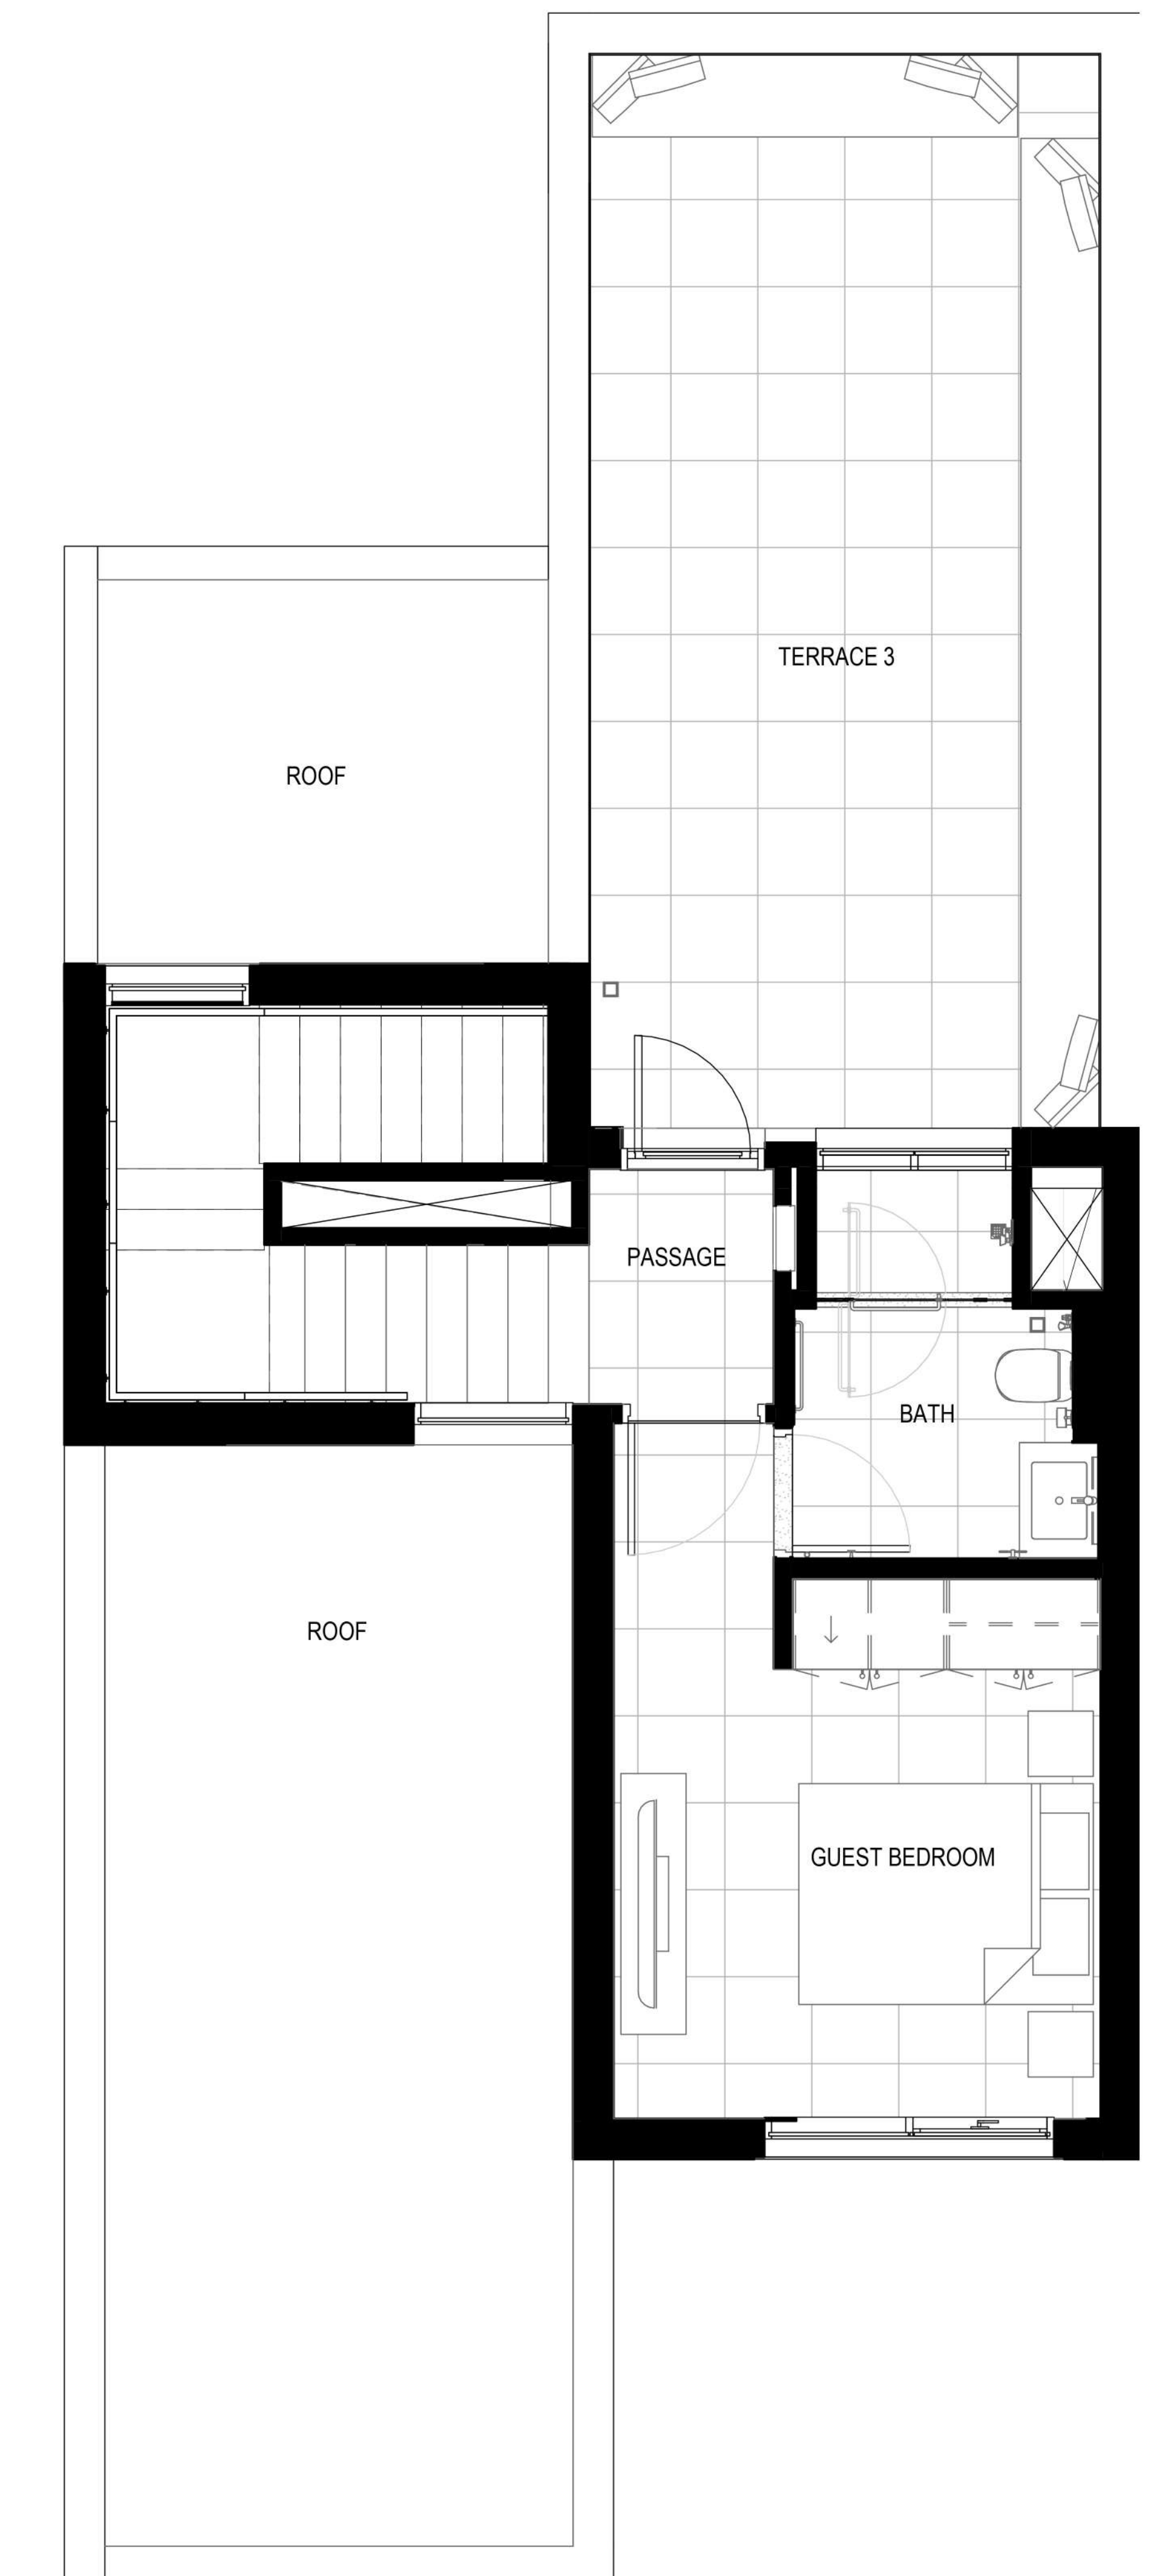 TERRACE 3
ROOF
PASSAGE
BATH
ROOF
GUEST BEDROOM